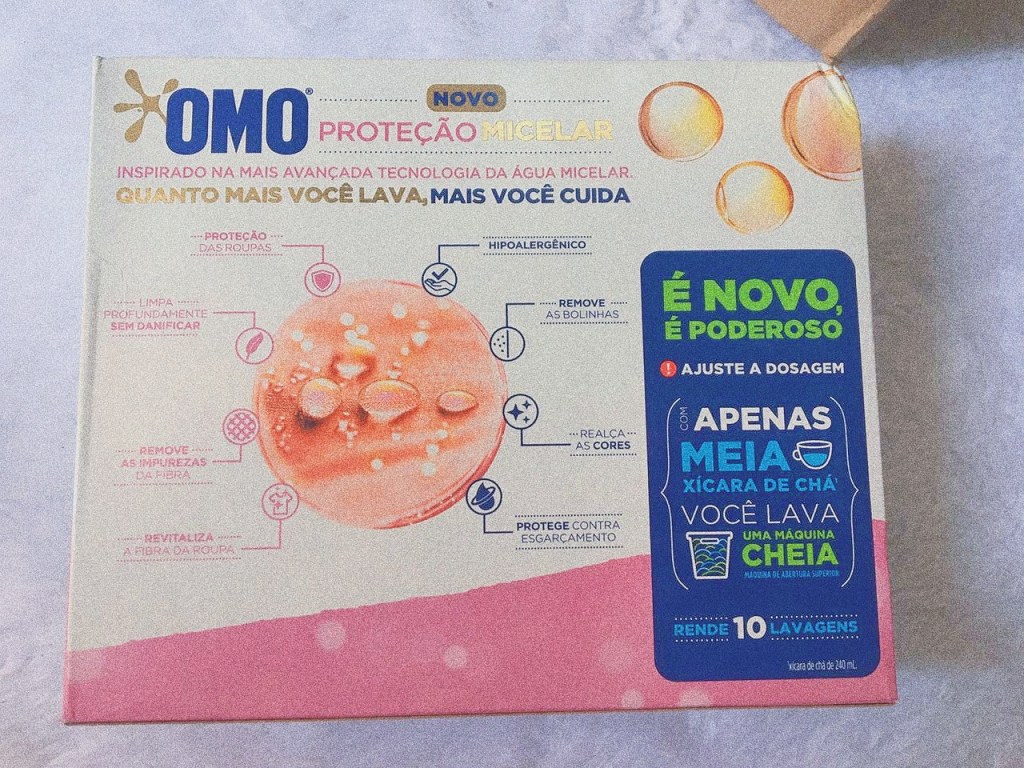 OMO®
NOVO
PROTEÇÃO MICELAR
INSPIRADO NA MAIS AVANÇADA TECNOLOGIA DA ÁGUA MICELAR.
QUANTO MAIS VOCÊ LAVA, MAIS VOCÊ CUIDA
PROTEÇÃO
DAS ROUPAS
LIMPA
PROFUNDAMENTE
SEM DANIFICAR
REMOVE
AS IMPUREZAS
DA FIBRA
REVITALIZA
A FIBRA DA ROUPA
HIPOALERGÊNICO
REMOVE
AS BOLINHAS
REALÇA
AS CORES
PROTEGE CONTRA
ESGARÇAMENTO
É NOVO,
É PODEROSO
! AJUSTE A DOSAGEM
COM
APENAS
MEIA
XÍCARA DE CHÁ¹
VOCÊ LAVA
UMA MÁQUINA
CHEIA
MÁQUINA DE ABERTURA SUPERIOR
RENDE 10 LAVAGENS
¹xícara de chá de 240 mL.